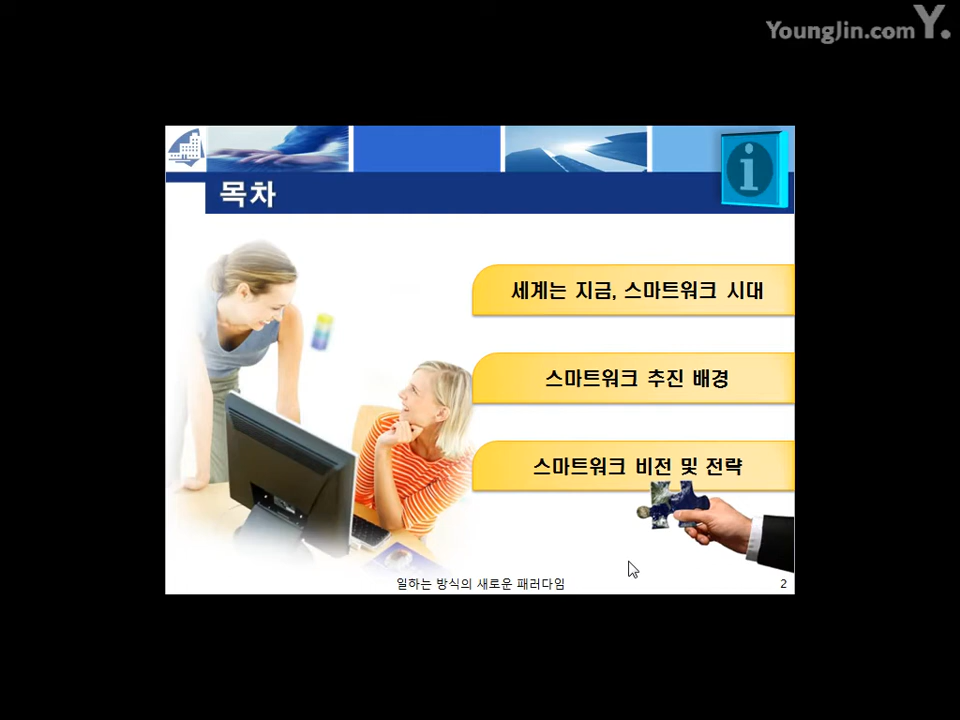 YoungJin.com Y.
i
목차
세계는 지금, 스마트워크 시대
스마트워크 추진 배경
스마트워크 비전 및 전략
일하는 방식의 새로운 패러다임
2